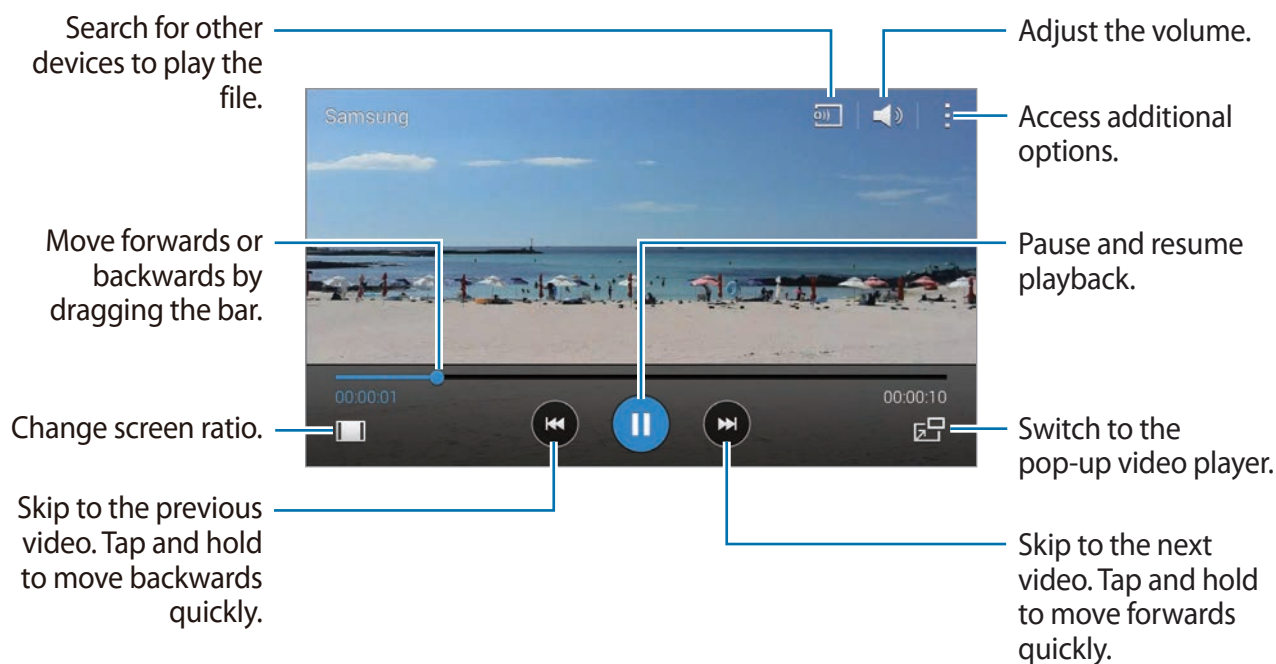 Search for other
devices to play the
file.
Adjust the volume.
Samsung
Access additional
options.
Move forwards or
backwards by
dragging the bar.
Pause and resume
playback.
00:00:01
00:00:10
Change screen ratio.
Switch to the
pop-up video player.
Skip to the previous
video. Tap and hold
to move backwards
quickly.
Skip to the next
video. Tap and hold
to move forwards
quickly.